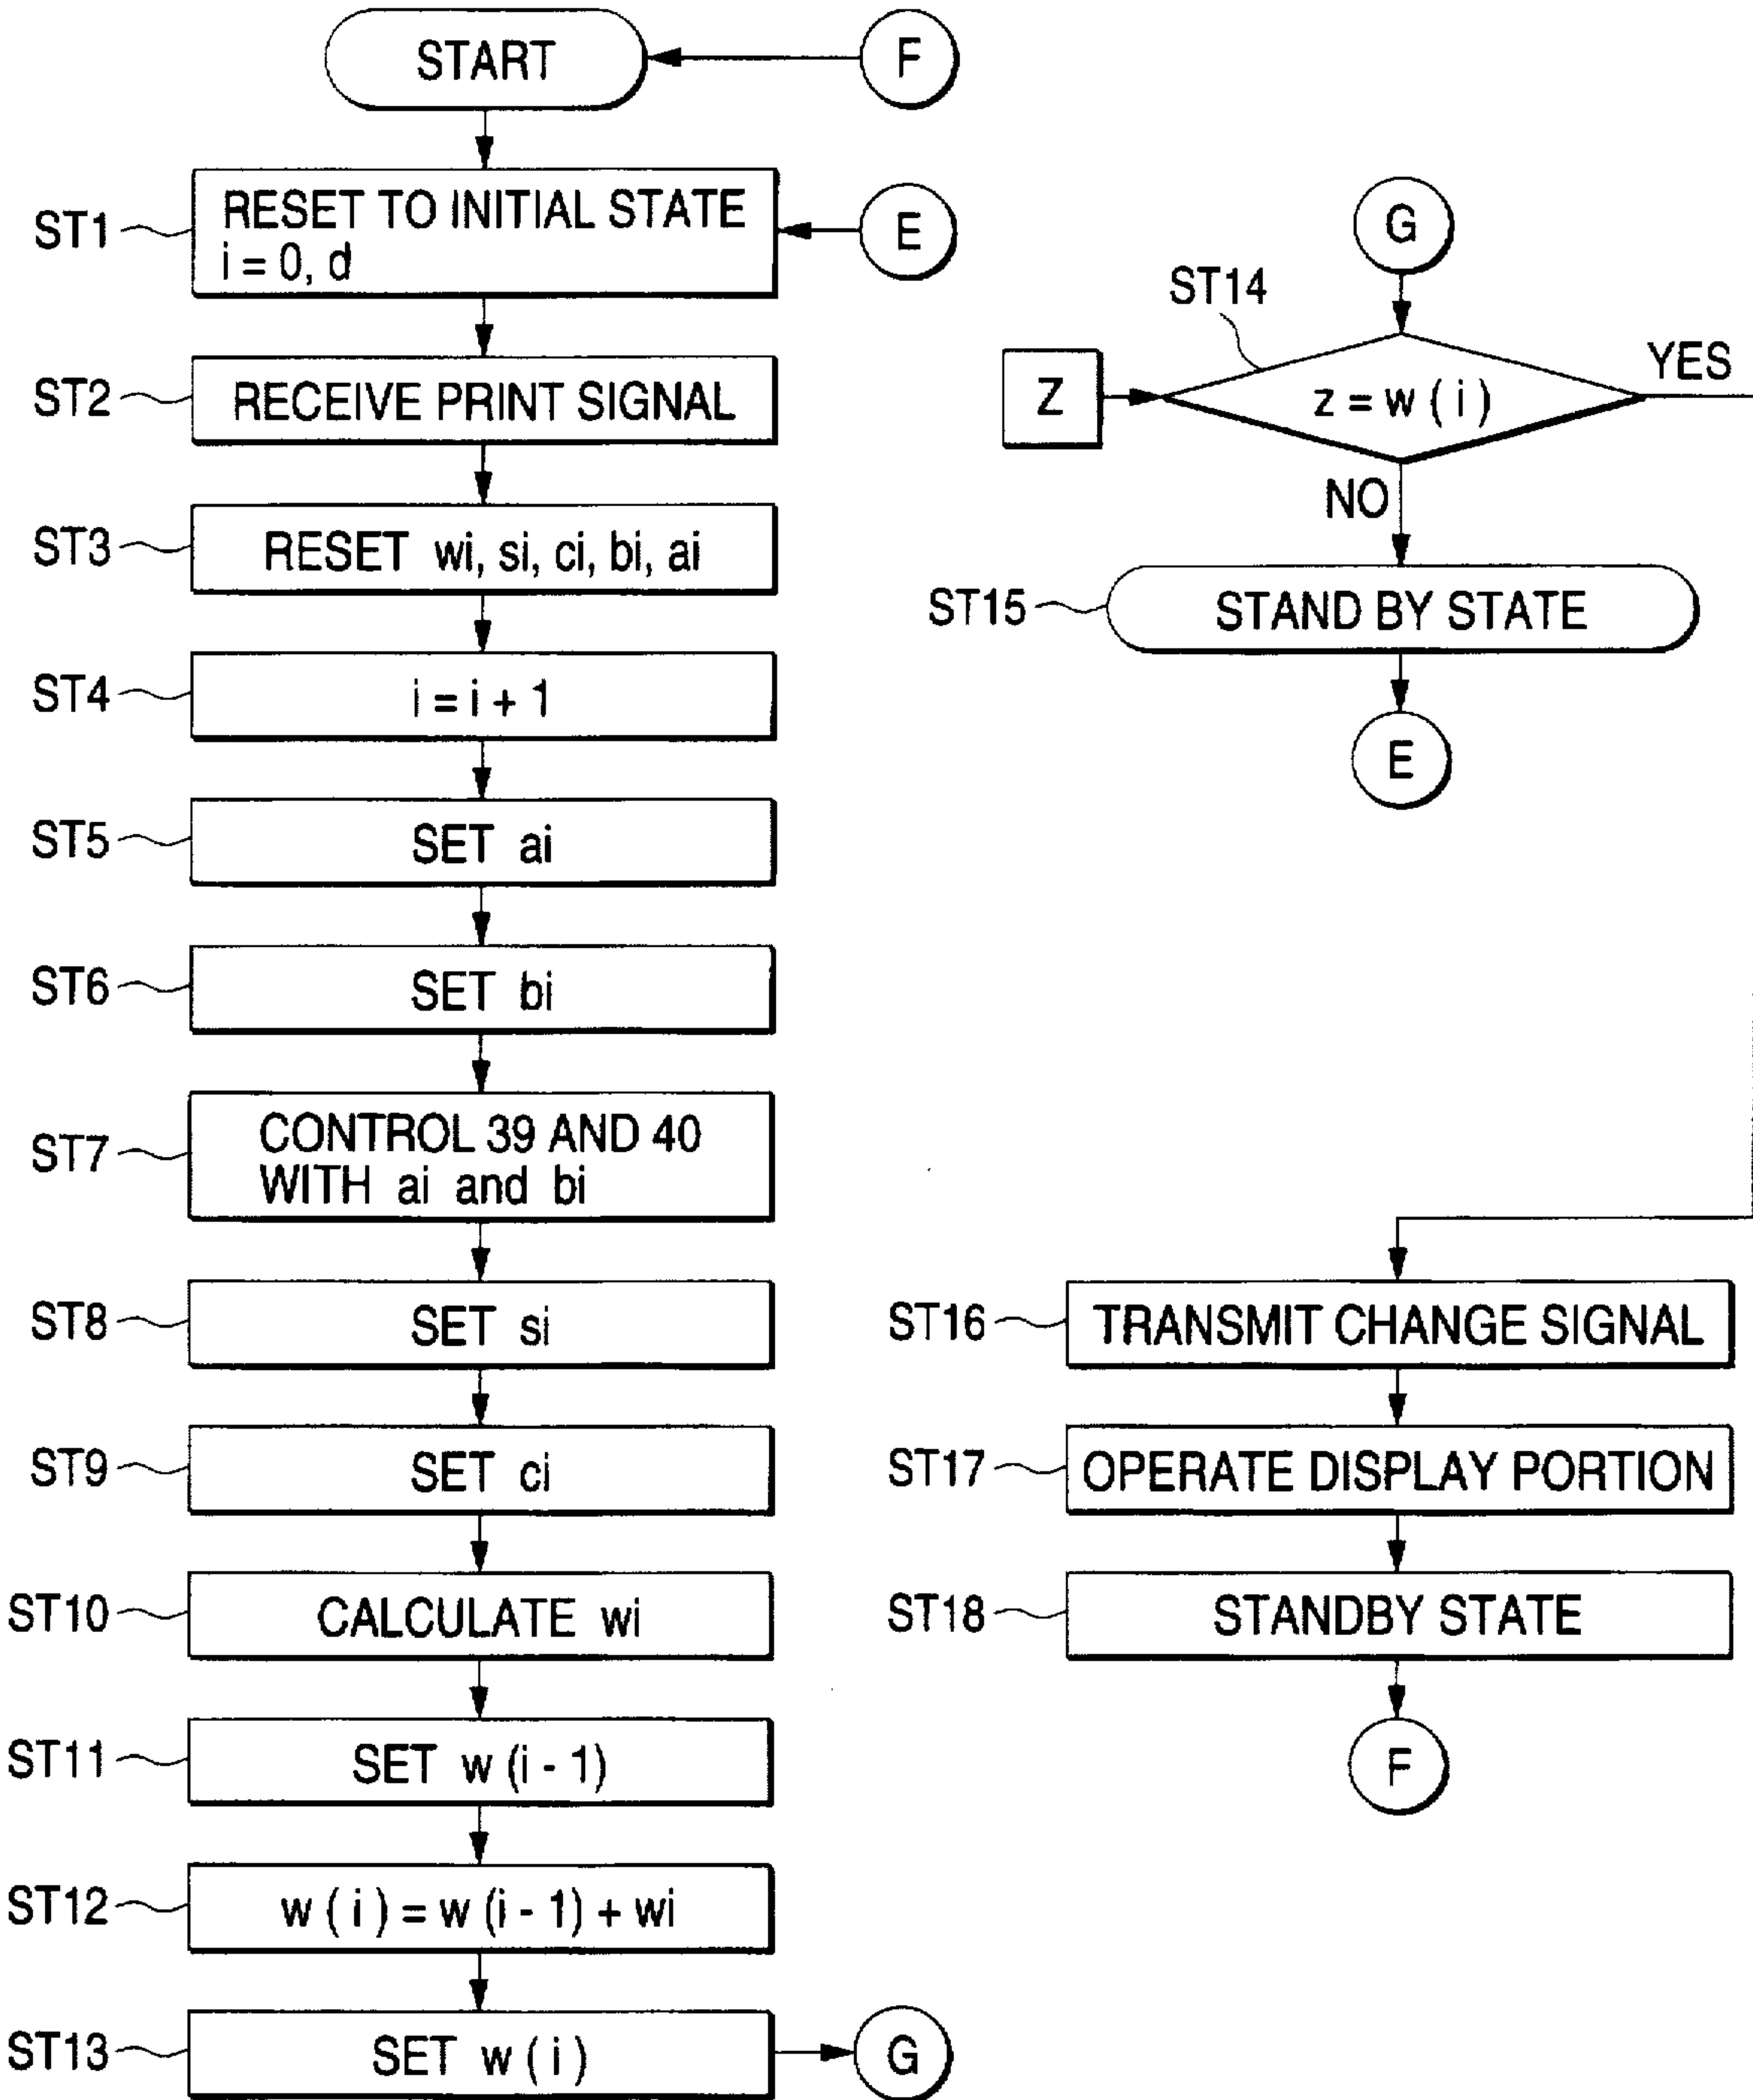 START
F
ST1
RESET TO INITIAL STATE
i = 0, d
E
ST2
RECEIVE PRINT SIGNAL
ST3
RESET wi, si, ci, bi, ai
ST4
i = i + 1
ST5
SET ai
ST6
SET bi
ST7
CONTROL 39 AND 40
WITH ai and bi
ST8
SET si
ST9
SET ci
ST10
CALCULATE wi
ST11
SET w (i - 1)
ST12
w ( i ) = w (i - 1) + wi
ST13
SET w ( i )
G
G
ST14
Z
z = w ( i )
YES
NO
ST15
STAND BY STATE
E
ST16
TRANSMIT CHANGE SIGNAL
ST17
OPERATE DISPLAY PORTION
ST18
STANDBY STATE
F